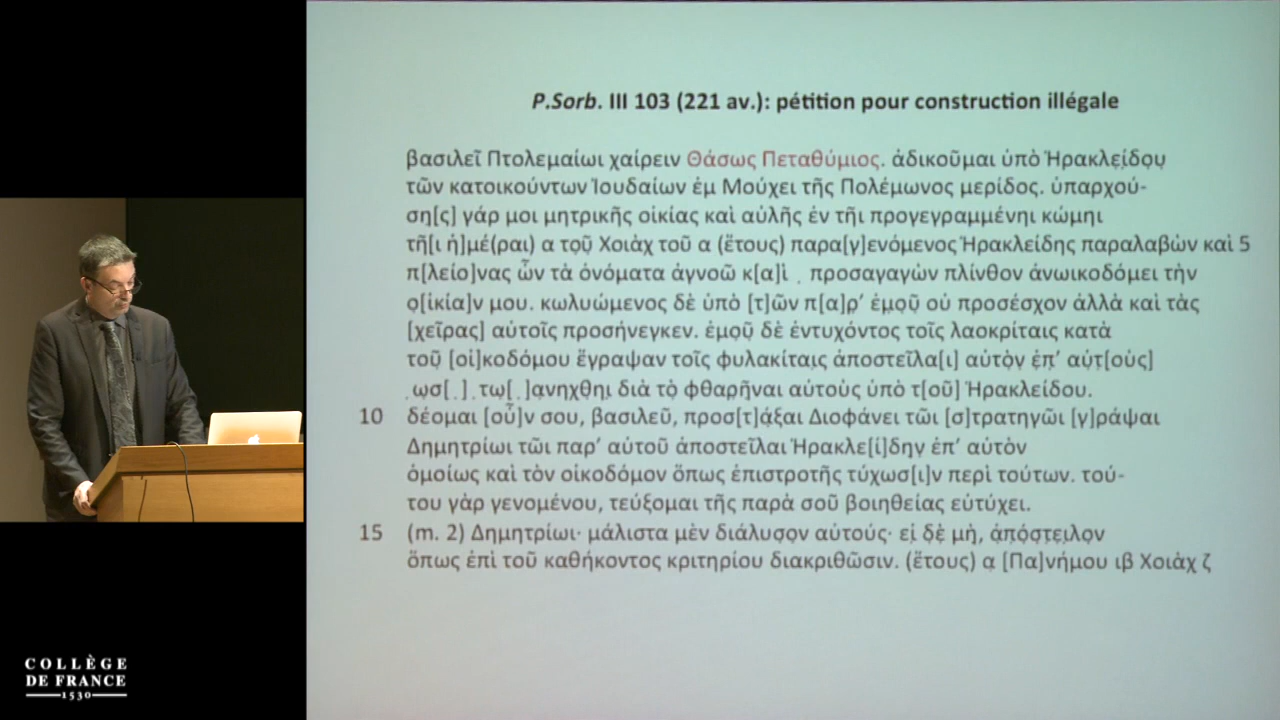 P.Sorb. III 103 (221 av.): pétition pour construction illégale
βασιλεῖ Πτολεμαίωι χαίρειν Θάσως Πεταθύμιος. ἀδικοῦμαι ὑπὸ Ἡρακλẹίδọυ̣
τῶν κατοικούντων Ἰουδαίων ἐμ Μούχει τῆς Πολέμωνος μερίδος. ὑπαρχού-
ση[ς] γάρ μοι μητρικῆς οἰκίας καὶ αὐλῆς ἐν τῆι προγεγραμμένηι κώμηι
τῆ[ι ἡ]μέ(ραι) α τọῦ Χοιὰχ τοῦ α (ἔτους) παρα[γ]ενόμενος Ἡρακλείδης παραλαβὼν καὶ 5
π[λείο]νας ὧν τὰ ὀνόματα ἀγνοῶ κ[α]ὶ . προσαγαγὼν πλίνθον ἀνωικοδόμει τὴν
ο̣[ἰκία]ν μου. κωλυώμενος δὲ ὑπὸ [τ]ῶν π[α]ρ̣’ ἐμọῦ οὐ προσέσχον ἀλλὰ καὶ τὰς
[χεῖρας] αὐτοῖς προσήνεγκεν. ἐμọῦ δὲ ἐντυχόντος τοῖς λαοκρίταις κατὰ
τοῦ̣ [οἰ]κοδόμου ἔγραψαν τοῖς φυλακίταις ἀποστεῖλα[ι] αὐτὸν ἐπ’ αὐτ[οὺς]
.ωσ[.].τω[.]ανηχθηι διὰ τὸ φθαρῆναι αὐτοὺς ὑπὸ τ[οῦ] Ἡρακλείδου.
10 δέομαι [οὖ]ν σου, βασιλεῦ, προσ[τ]άξαι Διοφάνει τῶι [σ]τρατηγῶι [γ]ράψαι
Δημητρίωι τῶι παρ’ αὐτοῦ ἀποστεῖλαι Ἡρακλε[ί]δην ἐπ’ αὐτὸν
ὁμοίως καὶ τὸν οἰκοδόμον ὅπως ἐπιστροτῆς τύχωσ[ι]ν περὶ τούτων. τού-
του γὰρ γενομένου, τεύξομαι τῆς παρὰ σοῦ βοιηθείας εὐτύχει.
15 (m. 2) Δημητρίωι· μάλιστα μὲν διάλυσọν αὐτούς· εἰ δὲ μὴ, ἀπόστειλον
ὅπως ἐπὶ τοῦ καθήκοντος κριτηρίου διακριθῶσιν. (ἔτους) α [Πα]νήμου ιβ Χοιὰχ ζ
COLLÈGE
DE FRANCE
1530